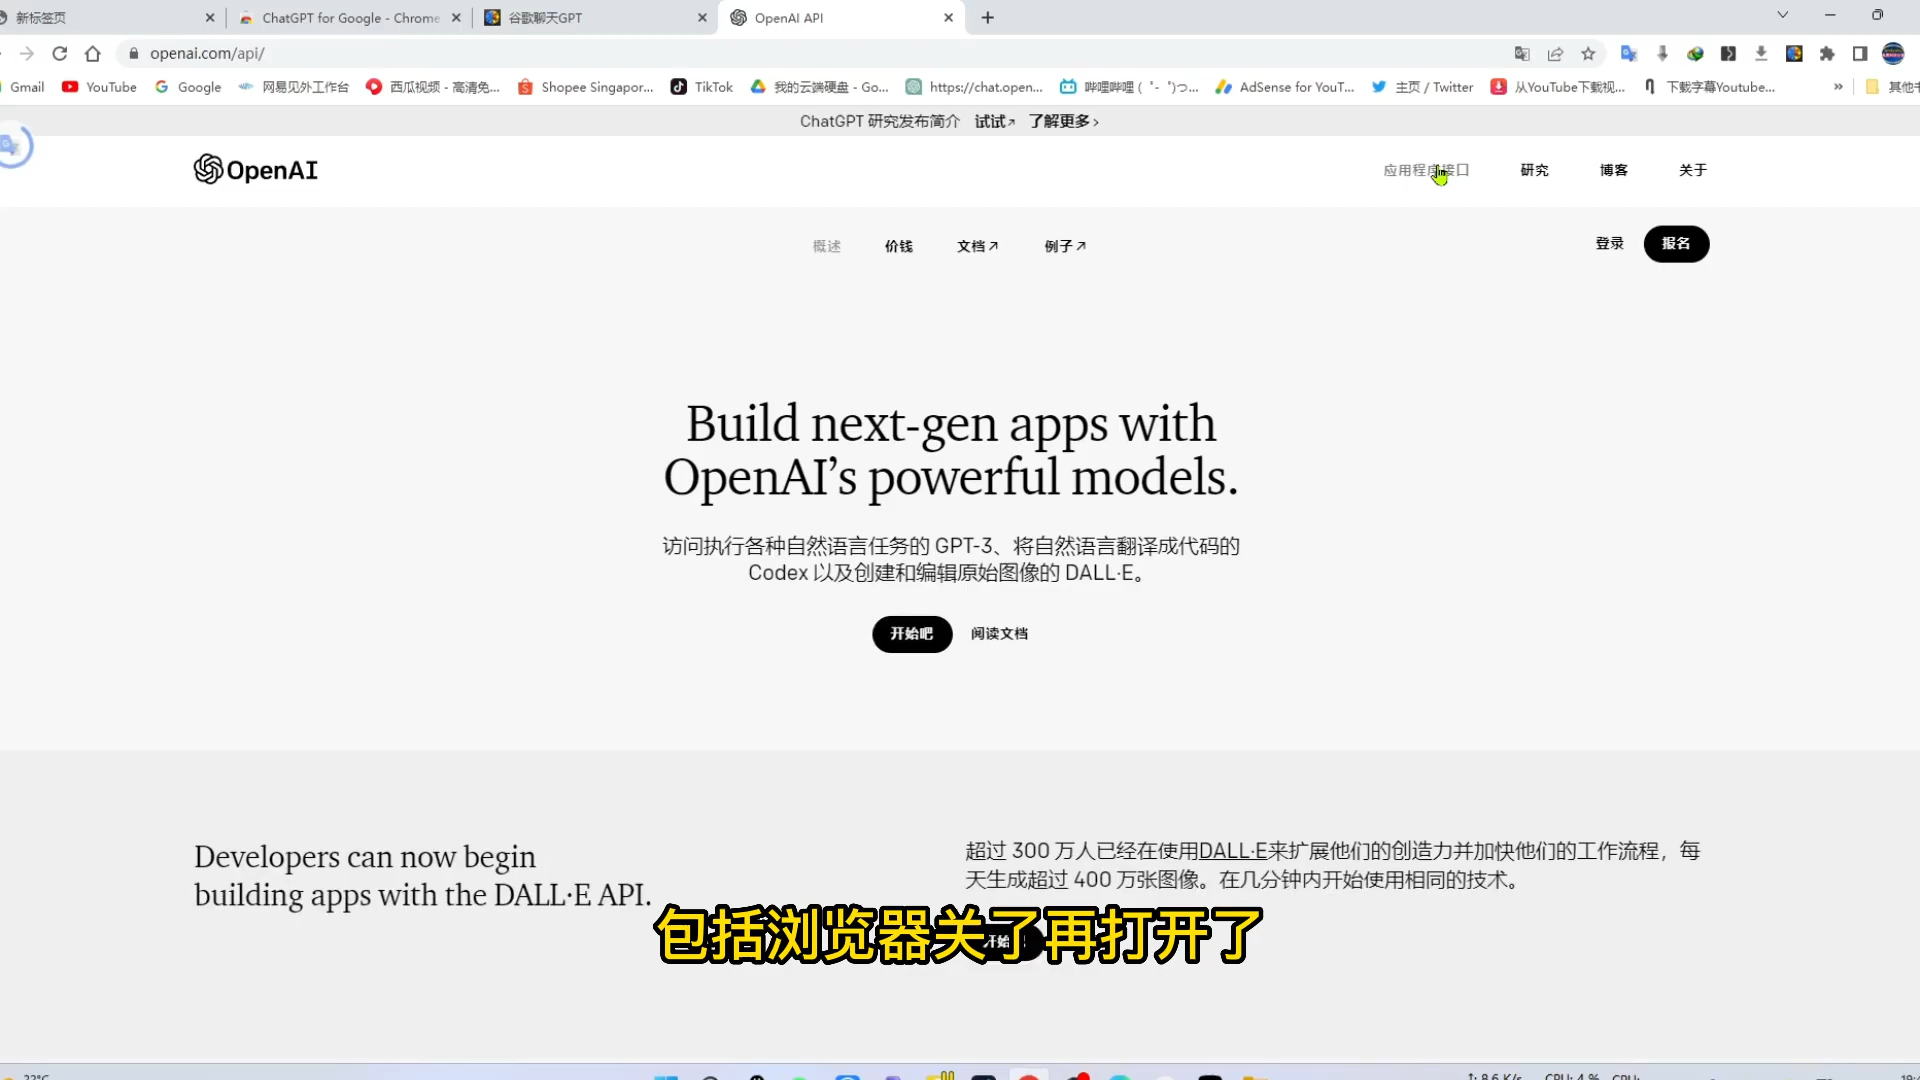 新标签页
ChatGPT for Google - Chrome
谷歌聊天GPT
OpenAI API
openai.com/api/
Gmail
YouTube
Google
网易见外工作台
西瓜视频 - 高清免...
Shopee Singapor...
TikTok
我的云端硬盘 - Go...
https://chat.open...
哔哩哔哩 ( ゜- ゜)つ...
AdSense for YouT...
主页 / Twitter
从YouTube下载视...
下载字幕Youtube...
»
ChatGPT 研究发布简介 试试↗ 了解更多›
OpenAI
应用程序接口
研究
博客
关于
概述
价钱
文档↗
例子↗
登录
报名
Build next-gen apps with
OpenAI’s powerful models.
访问执行各种自然语言任务的 GPT-3、将自然语言翻译成代码的
Codex 以及创建和编辑原始图像的 DALL·E。
开始吧
阅读文档
Developers can now begin
building apps with the DALL·E API.
超过 300 万人已经在使用DALL·E来扩展他们的创造力并加快他们的工作流程，每
天生成超过 400 万张图像。在几分钟内开始使用相同的技术。
包括浏览器关了再打开了